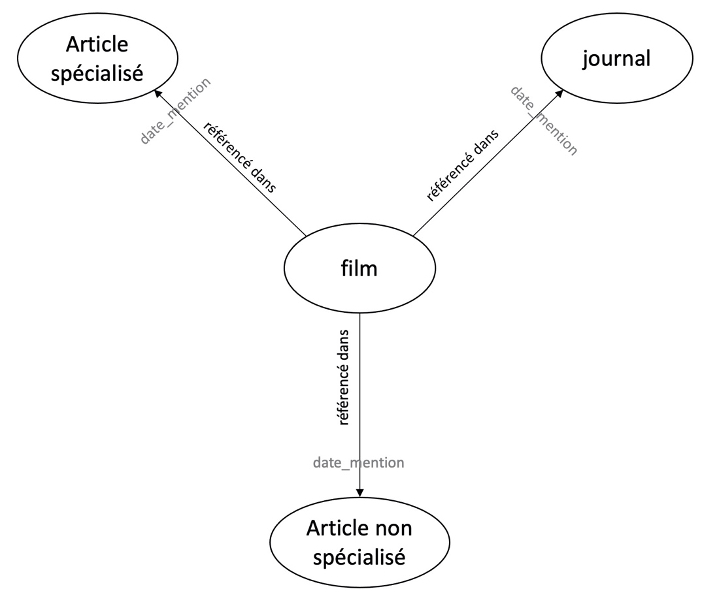 Article
spécialisé
journal
date_mention
date_mention
référencé dans
référencé dans
film
référencé dans
date_mention
Article non
spécialisé